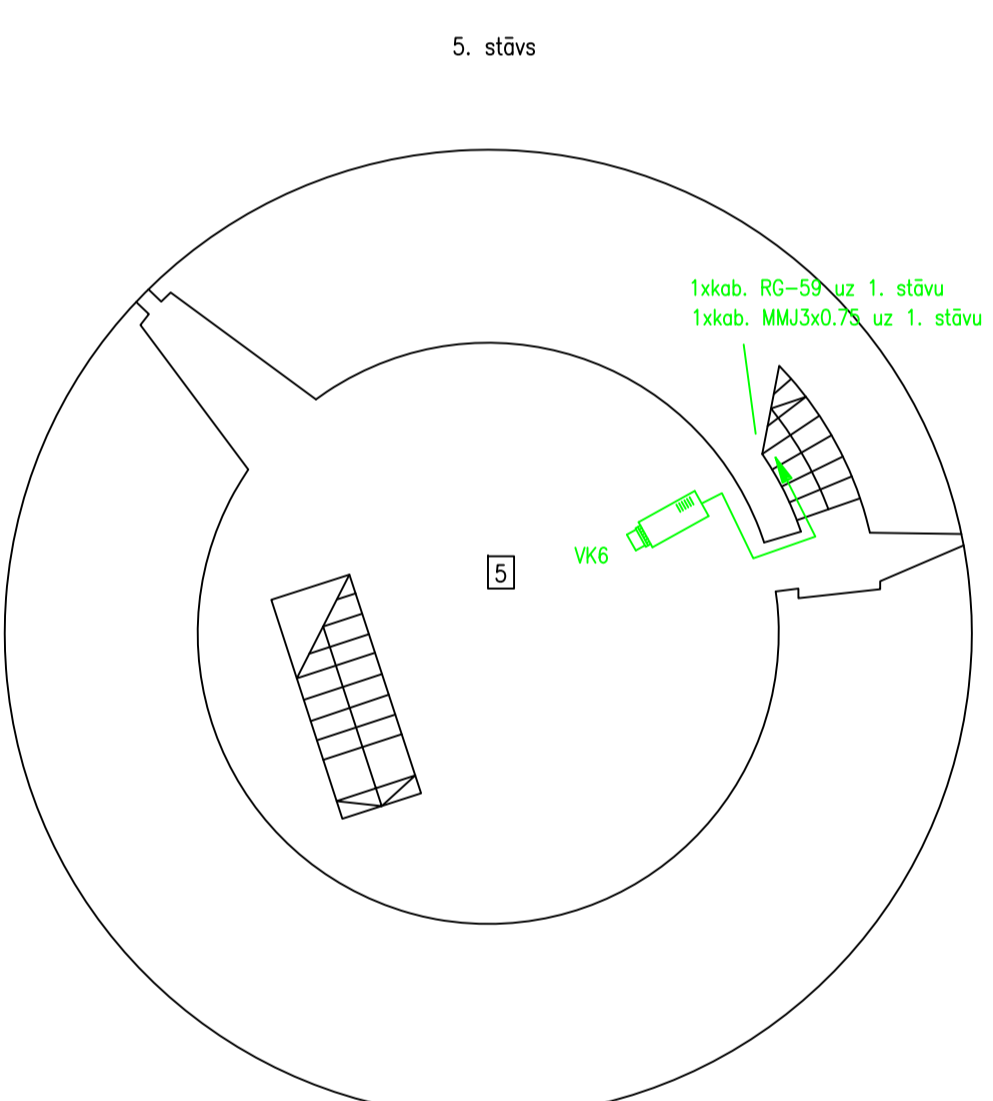 5. stāvs
1xkab. RG-59 uz 1. stāvu
1xkab. MMJ3x0.75 uz 1. stāvu
VK6
5